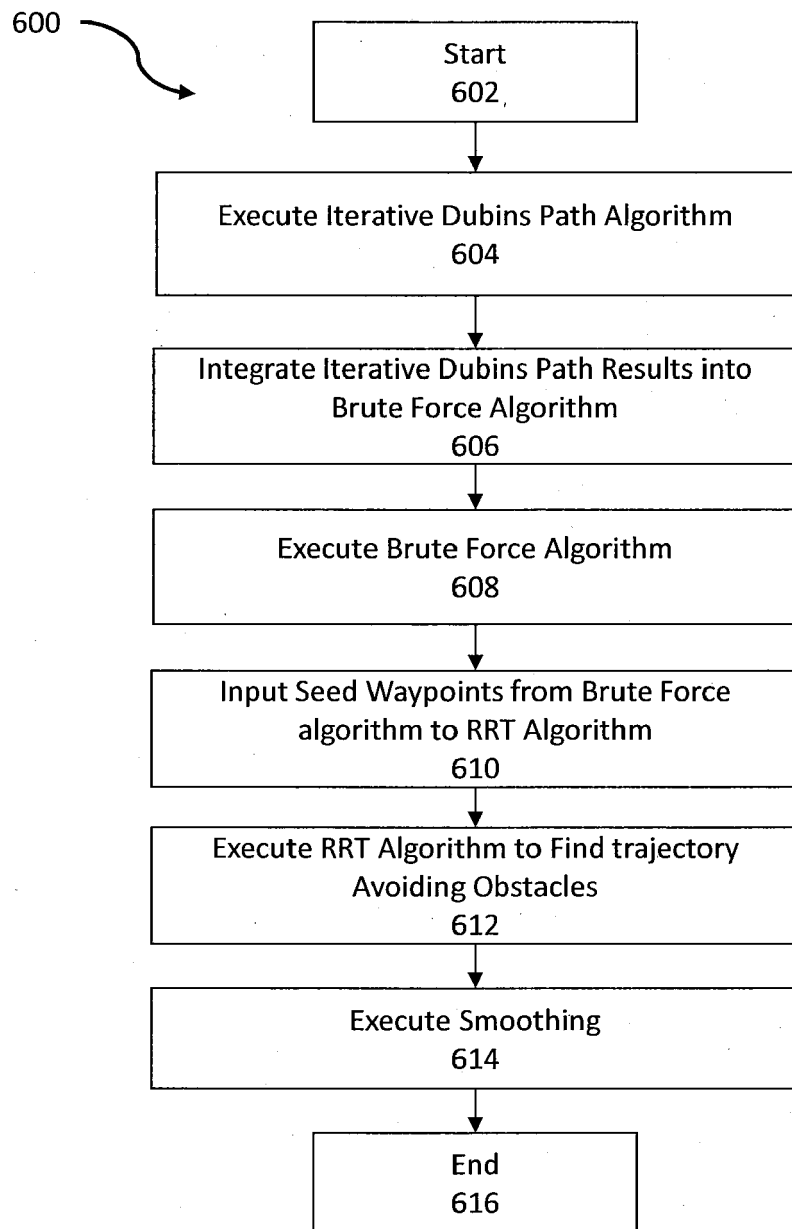 600
Start
602
Execute Iterative Dubins Path Algorithm
604
Integrate Iterative Dubins Path Results into
Brute Force Algorithm
606
Execute Brute Force Algorithm
608
Input Seed Waypoints from Brute Force
algorithm to RRT Algorithm
610
Execute RRT Algorithm to Find trajectory
Avoiding Obstacles
612
Execute Smoothing
614
End
616